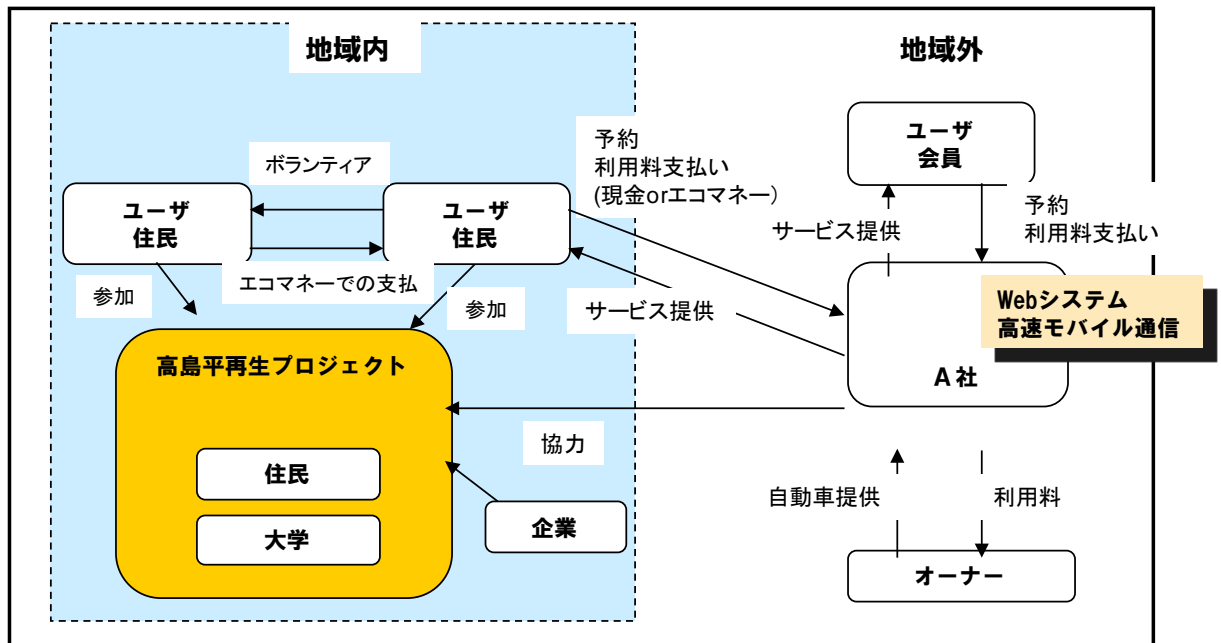 地域内
地域外
ユーザ
会員
予約
利用料支払い
(現金orエコマネー)
ボランティア
ユーザ
住民
ユーザ
住民
サービス提供
予約
利用料支払い
エコマネーでの支払
参加
参加
サービス提供
Webシステム
高速モバイル通信
A社
高島平再生プロジェクト
協力
住民
大学
企業
自動車提供
利用料
オーナー